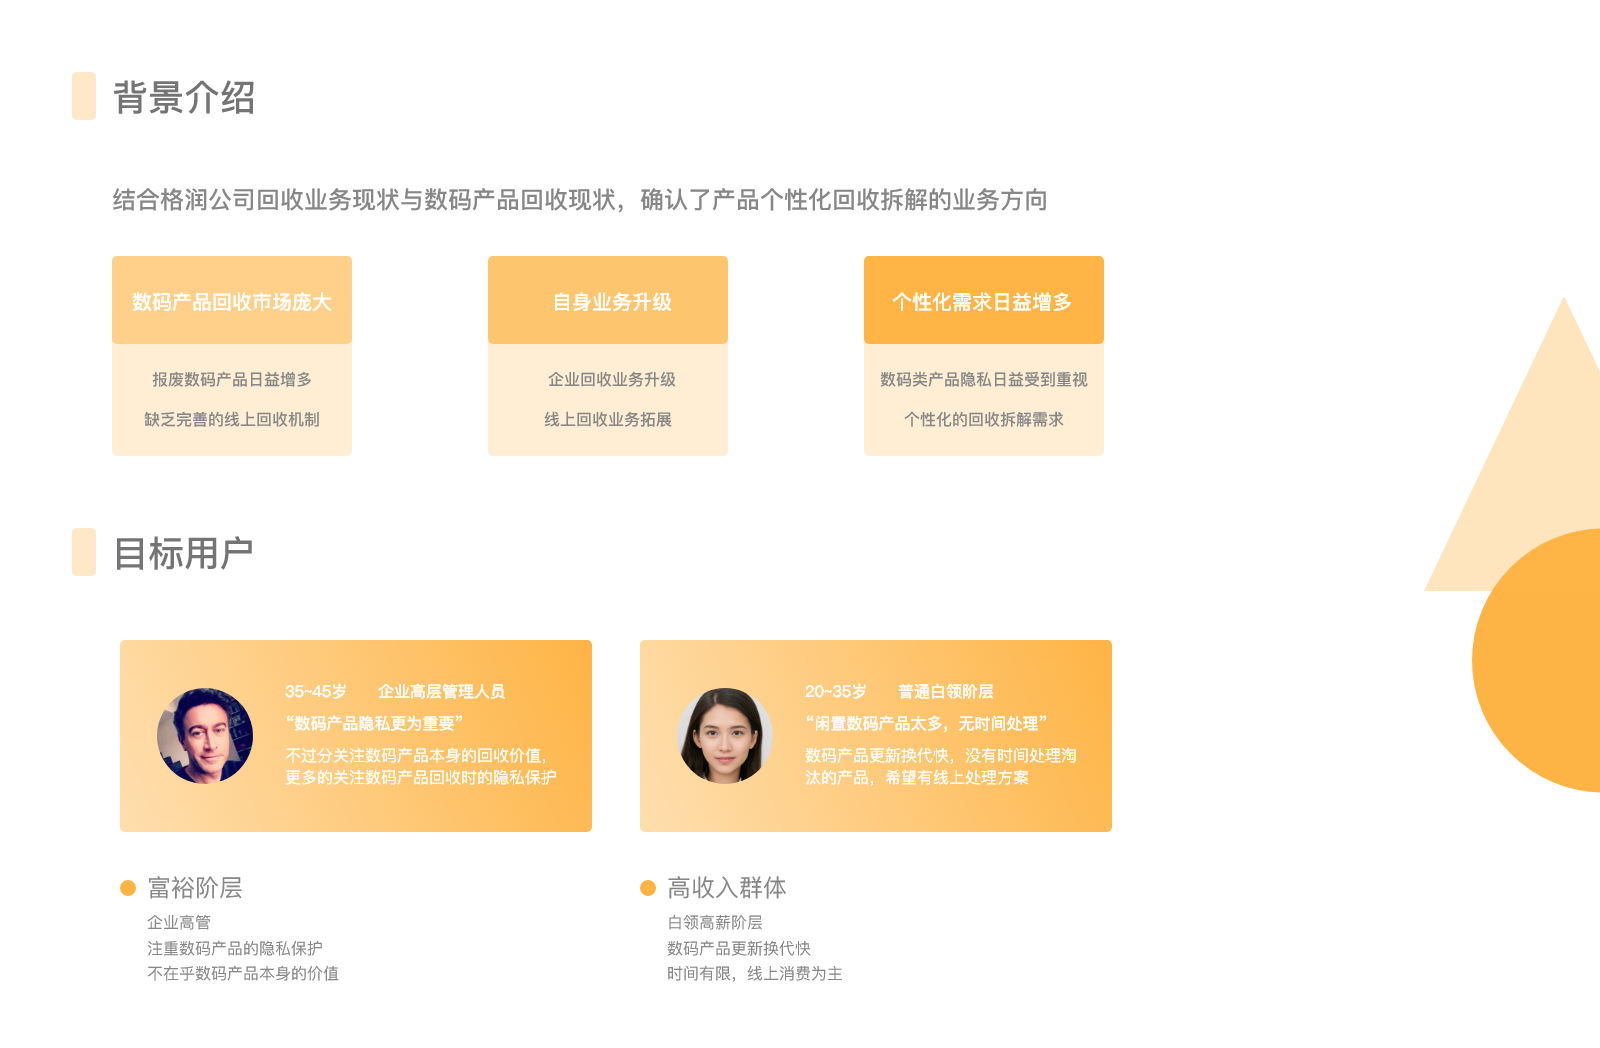 背景介绍
结合格润公司回收业务现状与数码产品回收现状，确认了产品个性化回收拆解的业务方向
数码产品回收市场庞大
报废数码产品日益增多
缺乏完善的线上回收机制
自身业务升级
企业回收业务升级
线上回收业务拓展
个性化需求日益增多
数码类产品隐私日益受到重视
个性化的回收拆解需求
目标用户
35~45岁 企业高层管理人员
“数码产品隐私更为重要”
不过分关注数码产品本身的回收价值，
更多的关注数码产品回收时的隐私保护
20~35岁 普通白领阶层
“闲置数码产品太多，无时间处理”
数码产品更新换代快，没有时间处理淘
汰的产品，希望有线上处理方案
富裕阶层
企业高管
注重数码产品的隐私保护
不在乎数码产品本身的价值
高收入群体
白领高薪阶层
数码产品更新换代快
时间有限，线上消费为主